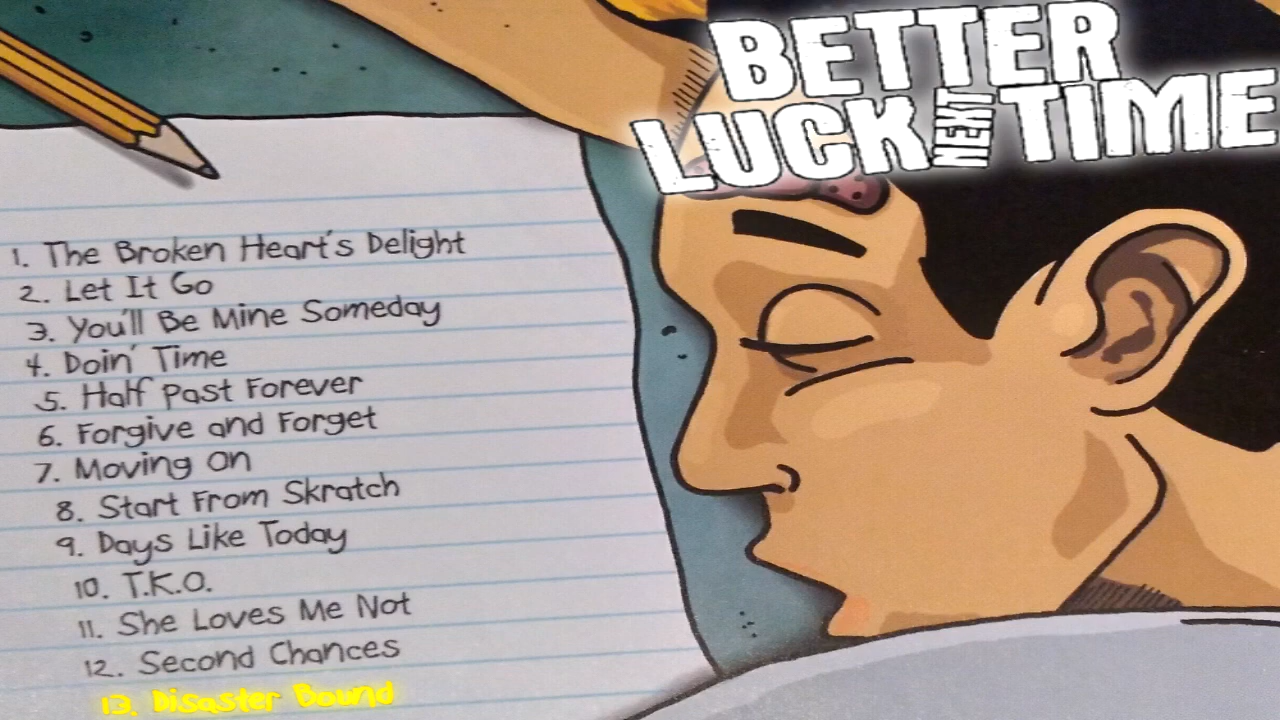 BETTER
LUCK NEXT TIME
1. The Broken Heart's Delight
2. Let It Go
3. You'll Be Mine Someday
4. Doin' Time
5. Half Past Forever
6. Forgive and Forget
7. Moving On
8. Start From Skratch
9. Days Like Today
10. T.K.O.
11. She Loves Me Not
12. Second Chances
13. Disaster Bound